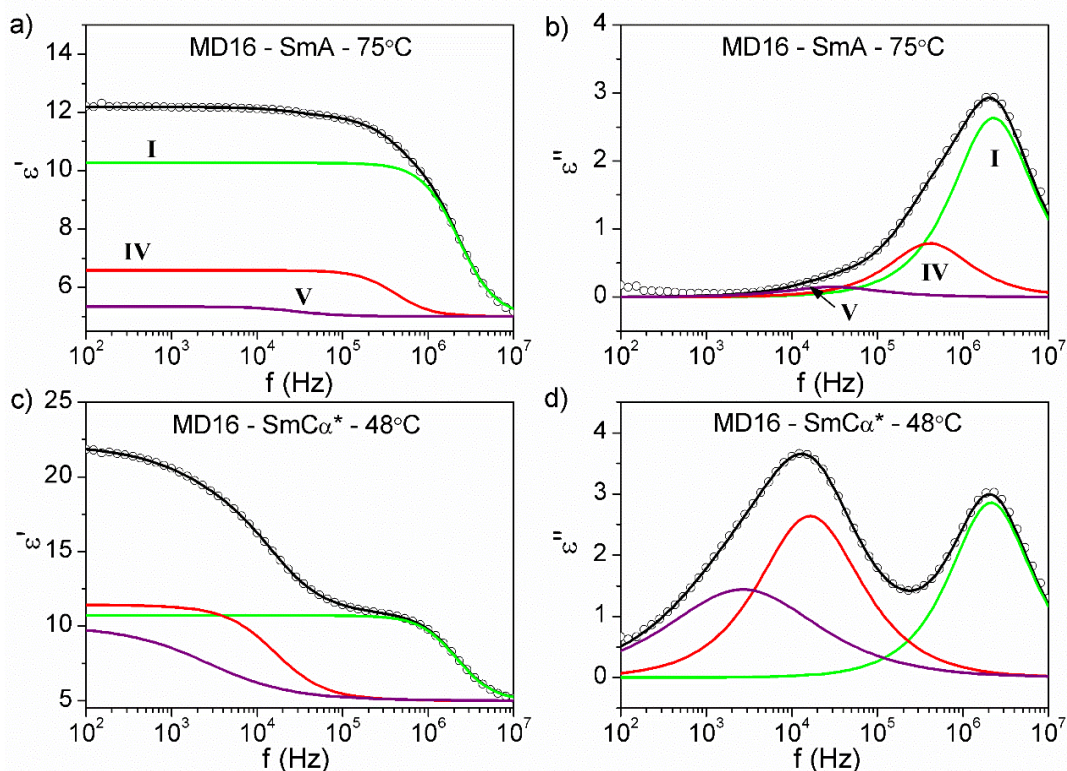 a)
MD16 - SmA - 75°C
ε'
12
10
8
6
I
IV
V
10² 10³ 10⁴ 10⁵ 10⁶ 10⁷
f (Hz)
b)
MD16 - SmA - 75°C
ε"
4
3
2
1
0
I
IV
V
10² 10³ 10⁴ 10⁵ 10⁶ 10⁷
f (Hz)
c)
MD16 - SmCα* - 48°C
ε'
25
20
15
10
5
10² 10³ 10⁴ 10⁵ 10⁶ 10⁷
f (Hz)
d)
MD16 - SmCα* - 48°C
ε"
4
3
2
1
0
10² 10³ 10⁴ 10⁵ 10⁶ 10⁷
f (Hz)